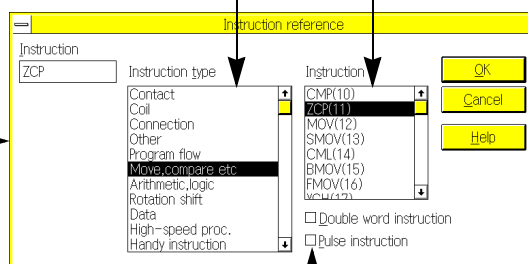 Instruction reference
Instruction
ZCP
Instruction type
Contact
Coil
Connection
Other
Program flow
Move,compare etc
Arithmetic,logic
Rotation shift
Data
High-speed proc.
Handy instruction
Instruction
CMP(10)
ZCP(11)
MOV(12)
SMOV(13)
CML(14)
BMOV(15)
FMOV(16)
XCH(17)
Double word instruction
Pulse instruction
OK
Cancel
Help